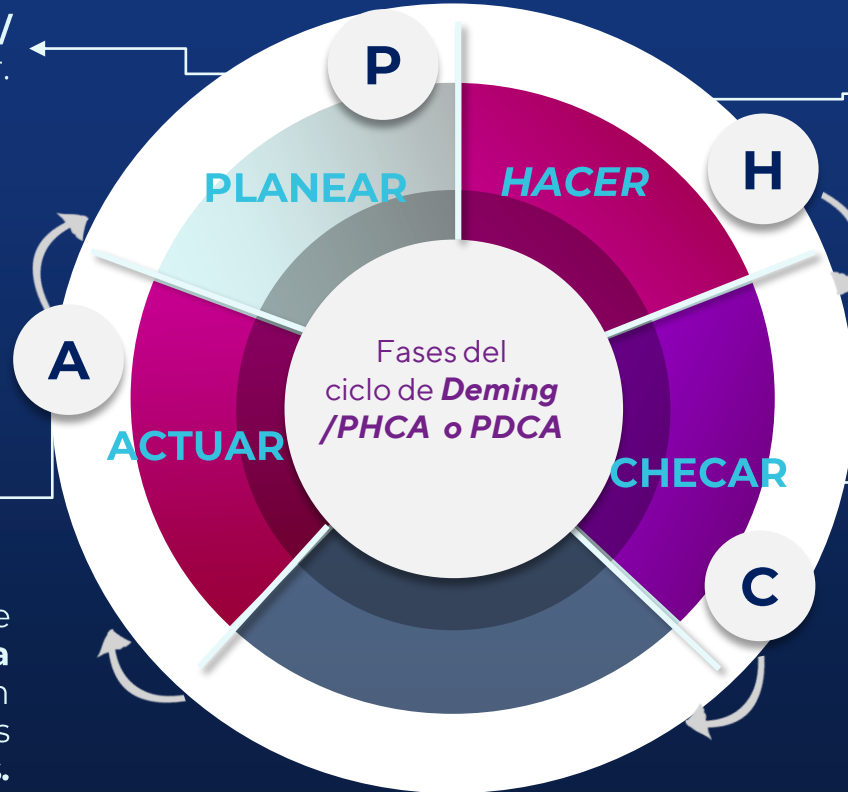 P
H
PLANEAR
HACER
A
Fases del
ciclo de Deming
/PHCA o PDCA
ACTUAR
CHECAR
C
e
a
n
s
s.